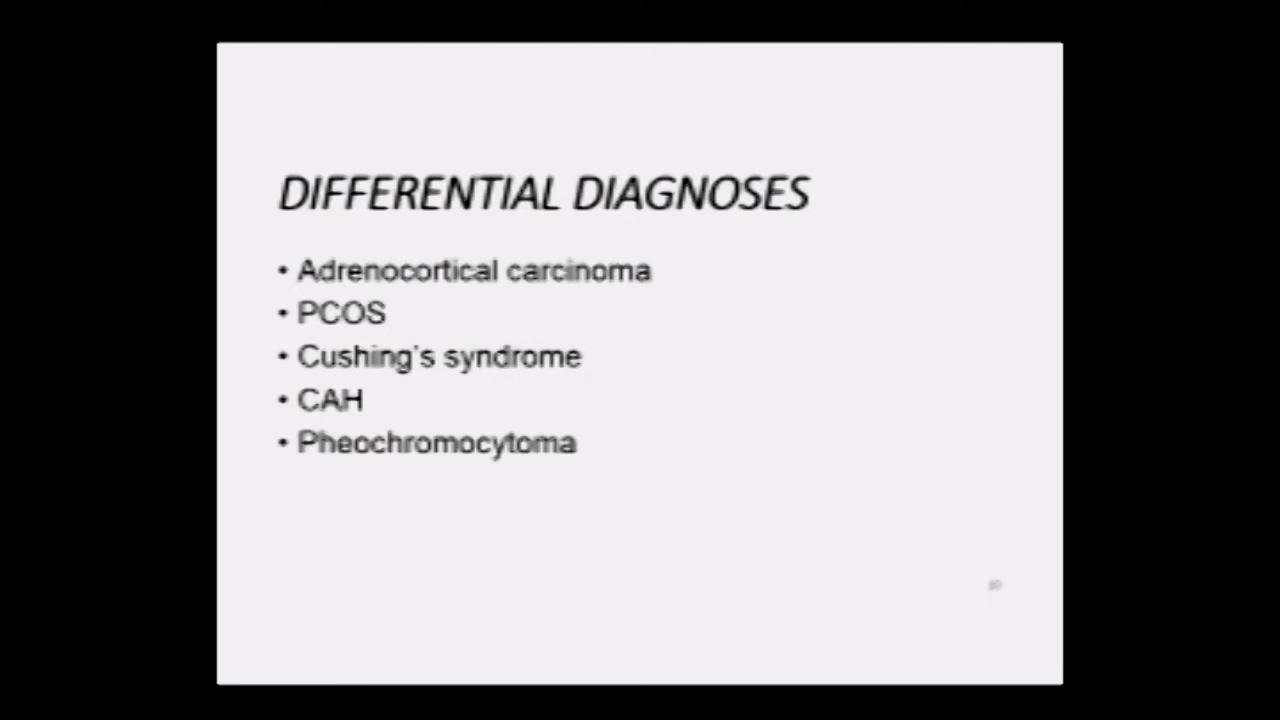 DIFFERENTIAL DIAGNOSES
• Adrenocortical carcinoma
• PCOS
• Cushing's syndrome
• CAH
• Pheochromocytoma